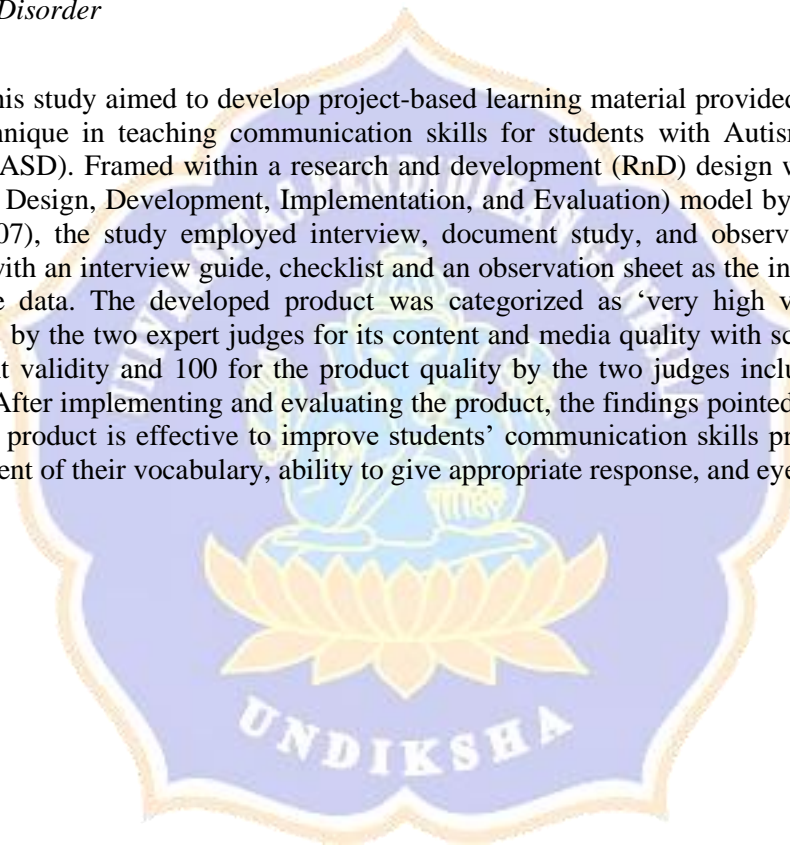 Disorder
his study aimed to develop project-based learning material provided
hnique in teaching communication skills for students with Autism
ASD). Framed within a research and development (RnD) design w
Design, Development, Implementation, and Evaluation) model by
07), the study employed interview, document study, and observ
with an interview guide, checklist and an observation sheet as the in
e data. The developed product was categorized as ‘very high v
by the two expert judges for its content and media quality with sc
t validity and 100 for the product quality by the two judges inclu
After implementing and evaluating the product, the findings pointed
product is effective to improve students’ communication skills pr
ent of their vocabulary, ability to give appropriate response, and eye
UNDIKSHA